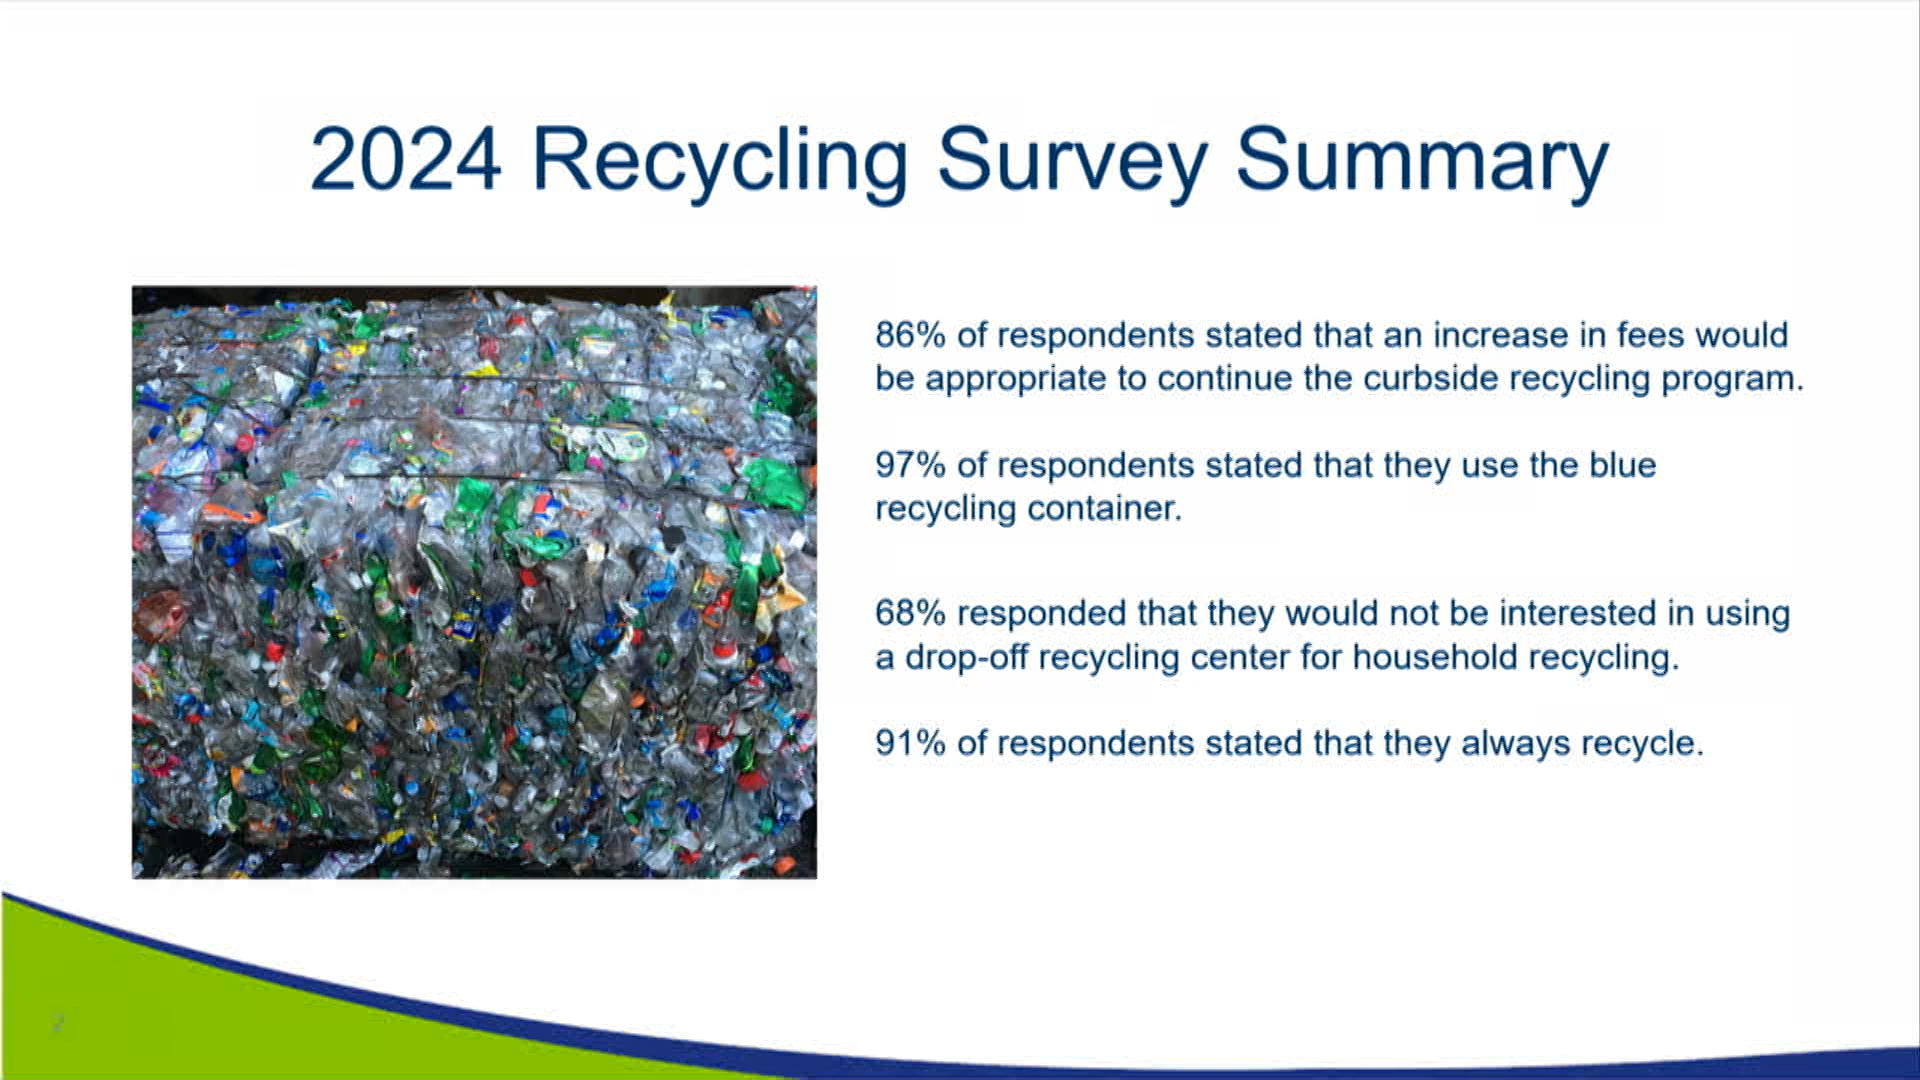 2024 Recycling Survey Summary
86% of respondents stated that an increase in fees would
be appropriate to continue the curbside recycling program.
97% of respondents stated that they use the blue
recycling container.
68% responded that they would not be interested in using
a drop-off recycling center for household recycling.
91% of respondents stated that they always recycle.